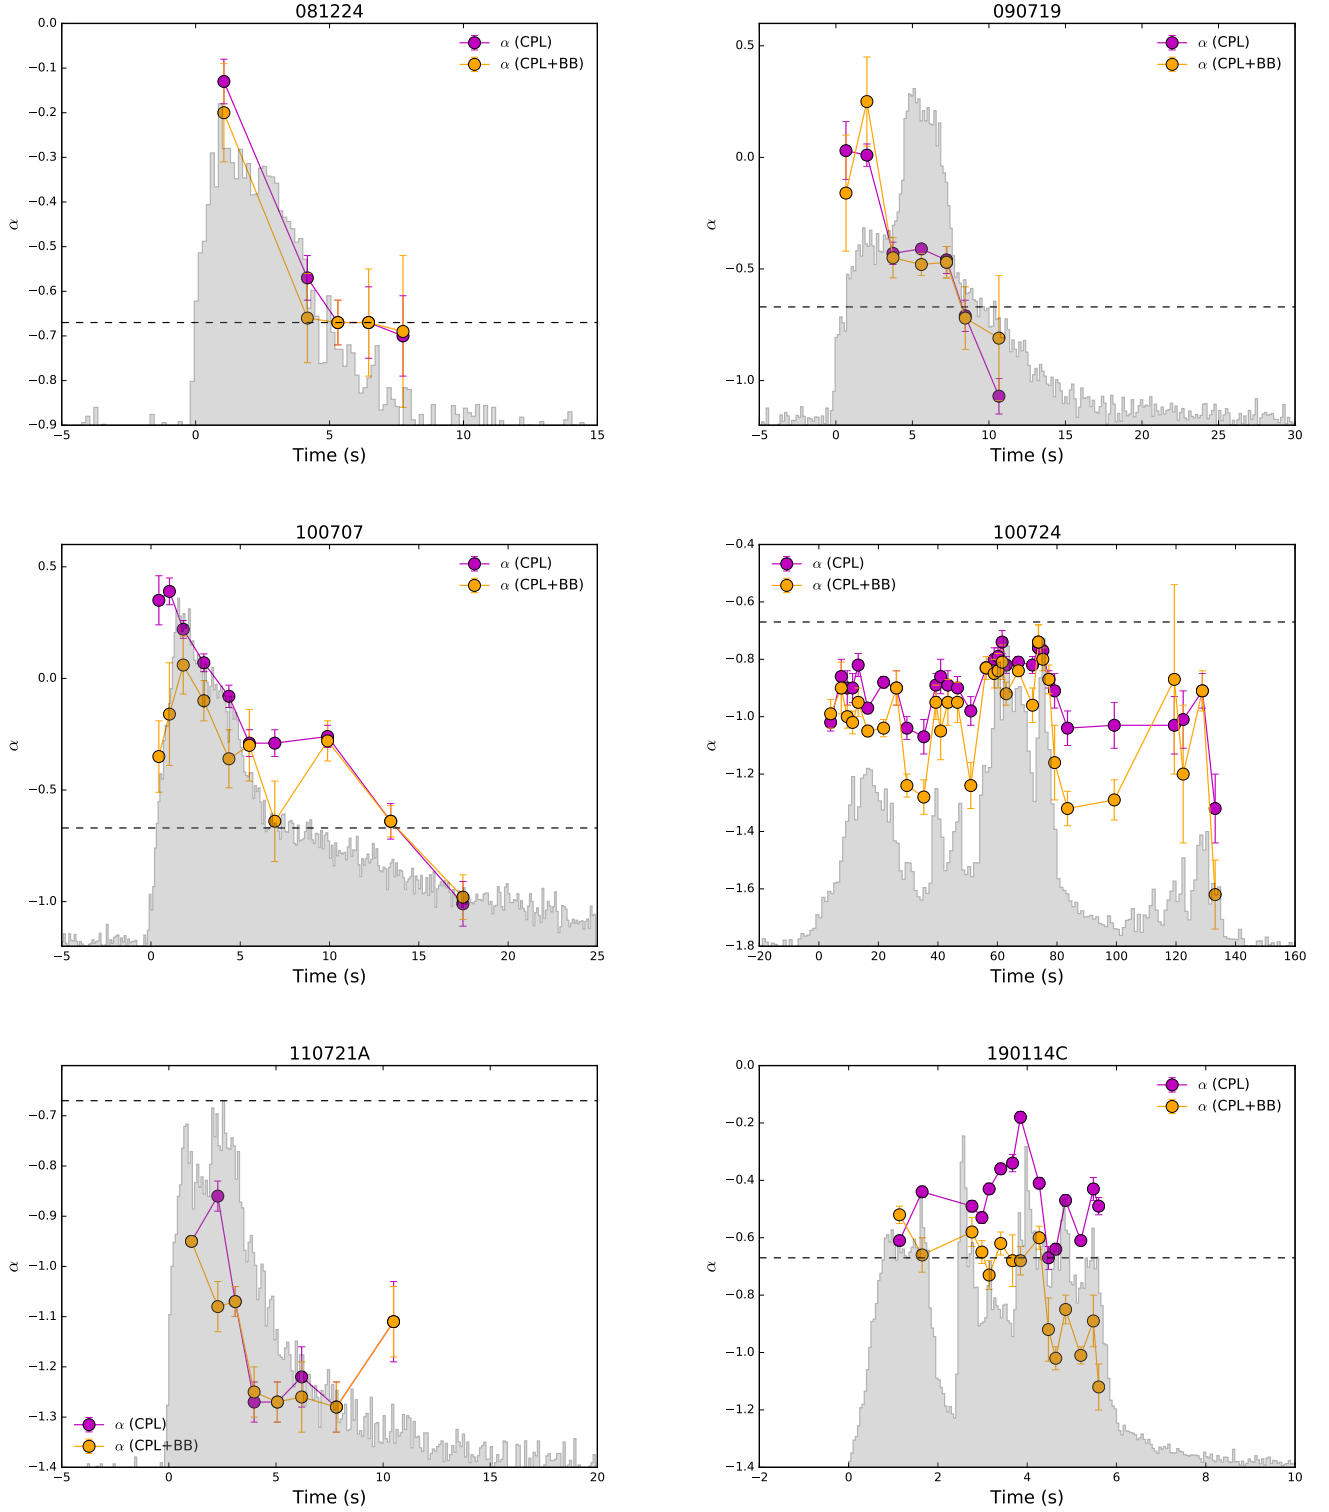 081224
α (CPL)
α (CPL+BB)
0.0
−0.1
−0.2
−0.3
−0.4
−0.5
−0.6
−0.7
−0.8
−0.9
α
−5 0 5 10 15
Time (s)
090719
α (CPL)
α (CPL+BB)
0.5
0.0
−0.5
−1.0
α
−5 0 5 10 15 20 25 30
Time (s)
100707
α (CPL)
α (CPL+BB)
0.5
0.0
−0.5
−1.0
α
−5 0 5 10 15 20 25
Time (s)
100724
α (CPL)
α (CPL+BB)
−0.4
−0.6
−0.8
−1.0
−1.2
−1.4
−1.6
−1.8
α
−20 0 20 40 60 80 100 120 140 160
Time (s)
110721A
−0.7
−0.8
−0.9
−1.0
−1.1
−1.2
−1.3
−1.4
α
α (CPL)
α (CPL+BB)
−5 0 5 10 15 20
Time (s)
190114C
α (CPL)
α (CPL+BB)
0.0
−0.2
−0.4
−0.6
−0.8
−1.0
−1.2
−1.4
α
−2 0 2 4 6 8 10
Time (s)